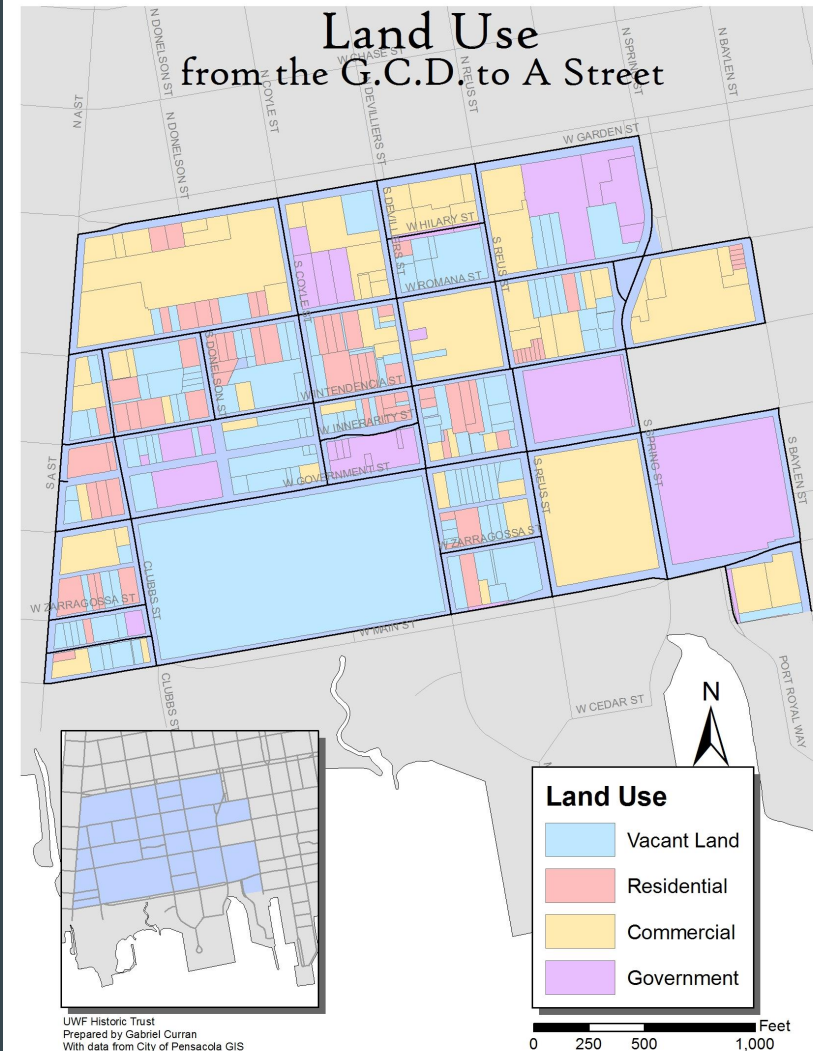 Land Use
from the G.C.D. to A Street
N DONELSON ST
W CHASE ST
N SPRING ST
N BAYLEN ST
N A ST
N DONELSON ST
N COYLE ST
N DEVILLIERS ST
N REUS ST
W GARDEN ST
S DEVILLIERS ST
W HILARY ST
S COYLE ST
S REUS ST
W ROMANA ST
S DONELSON ST
W INTENDENCIA ST
W INNERARITY ST
S A ST
W GOVERNMENT ST
S SPRING ST
S BAYLEN ST
S REUS ST
W ZARRAGOSSA ST
CLUBBS ST
W ZARRAGOSSA ST
W MAIN ST
CLUBBS ST
W CEDAR ST
PORT ROYAL WAY
N
Land Use
Vacant Land
Residential
Commercial
Government
UWF Historic Trust
Prepared by Gabriel Curran
With data from City of Pensacola GIS
Feet
0 250 500 1,000